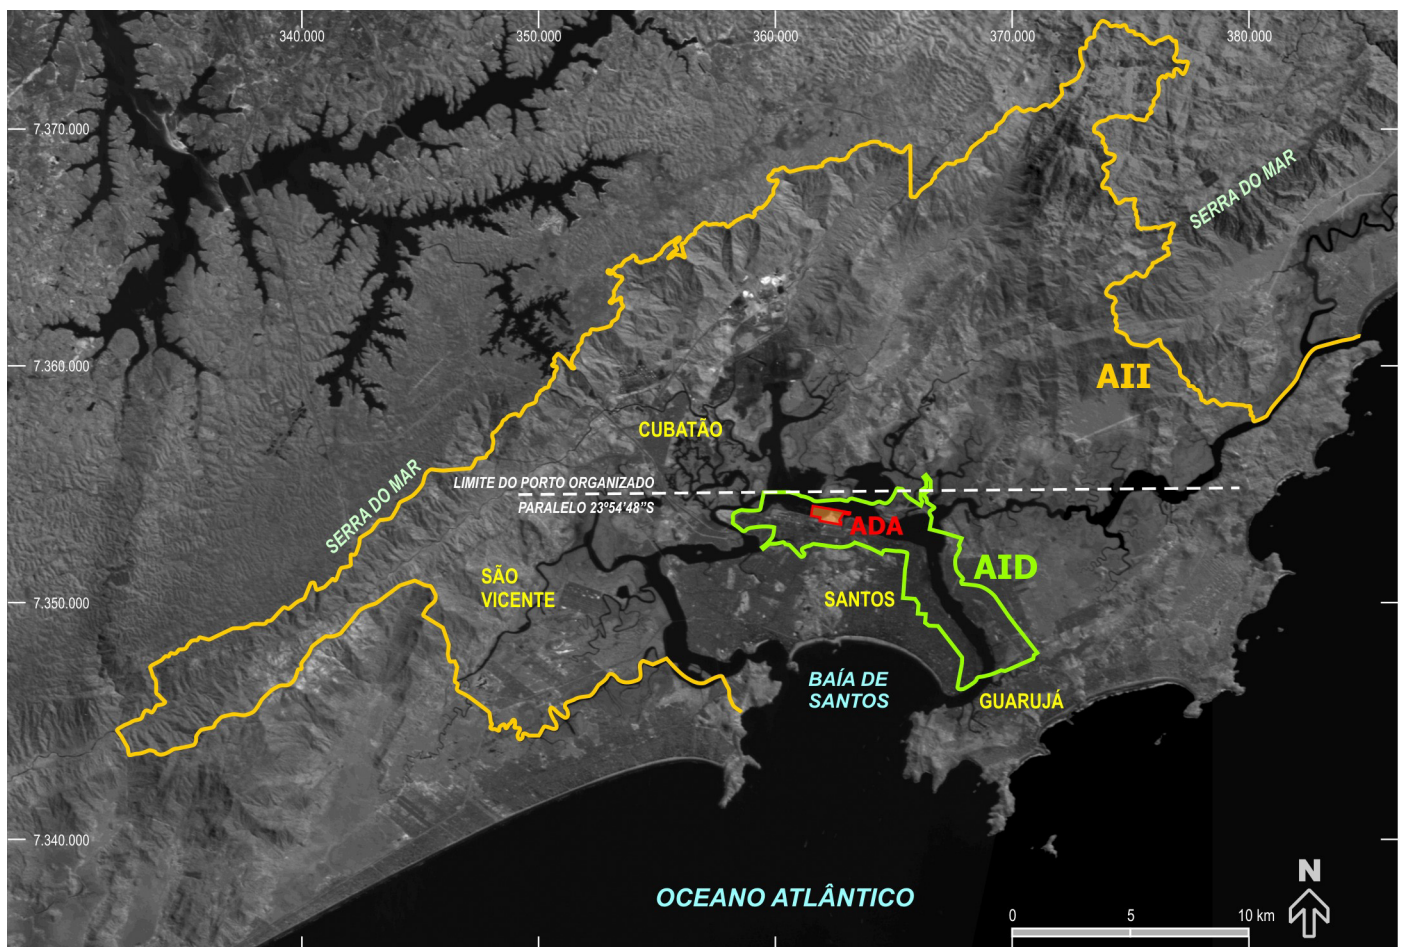 340.000
350.000
360.000
370.000
380.000
7.370.000
SERRA DO MAR
7.360.000
AII
CUBATÃO
SERRA DO MAR
LIMITE DO PORTO ORGANIZADO
PARALELO 23º54'48"S
ADA
AID
SÃO
VICENTE
SANTOS
7.350.000
BAÍA DE
SANTOS
GUARUJÁ
7.340.000
OCEANO ATLÂNTICO
N
0 5 10 km